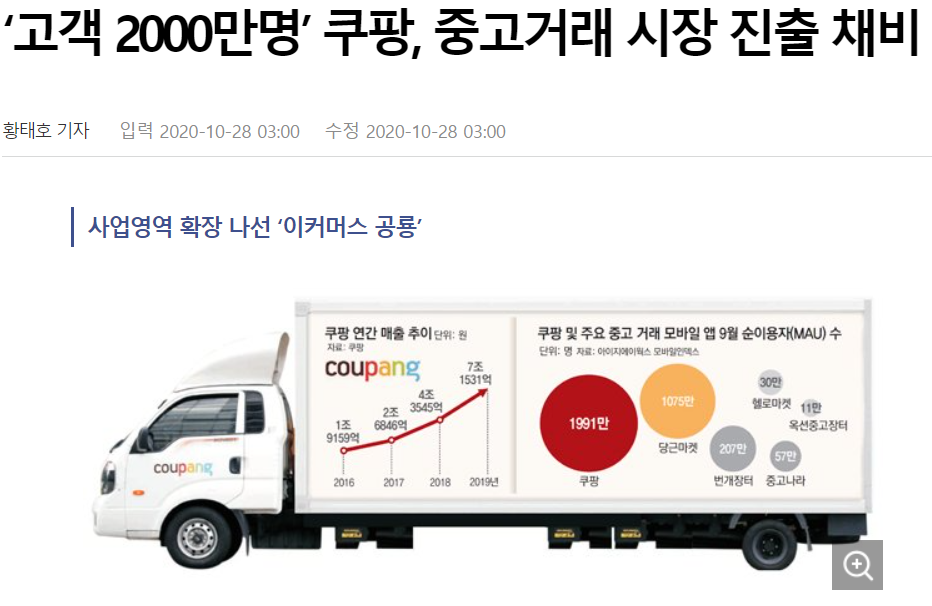 ‘고객 2000만명’ 쿠팡, 중고거래 시장 진출 채비
황태호 기자 입력 2020-10-28 03:00 수정 2020-10-28 03:00
사업영역 확장 나선 ‘이커머스 공룡’
쿠팡 연간 매출 추이 단위: 원
자료: 쿠팡
coupang
1조
9159억
2조
6846억
4조
3545억
7조
1531억
2016 2017 2018 2019년
쿠팡 및 주요 중고 거래 모바일 앱 9월 순이용자(MAU) 수
단위: 명 자료: 아이지에이웍스 모바일인덱스
1991만
쿠팡
1075만
당근마켓
207만
번개장터
57만
중고나라
30만
헬로마켓
11만
옥션중고장터
coupang